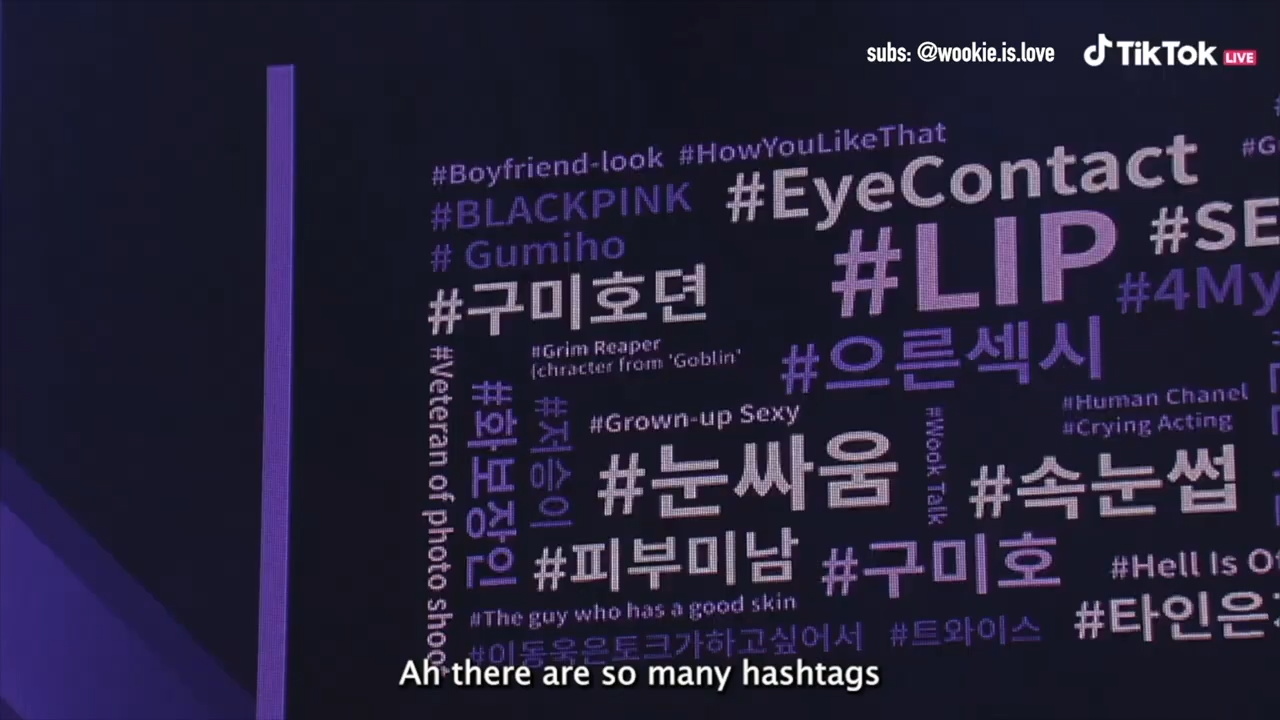 subs: @wookie.is.love
TikTok LIVE
#Boyfriend-look #HowYouLikeThat
#BLACKPINK
#EyeContact
# Gumiho
#LIP
#구미호뎐
#으른섹시
#Grim Reaper
(chracter from 'Goblin'
#Veteran of photo shoot
#화보장인
#저승이
#Grown-up Sexy
#Wook Talk
#Human Chanel
#Crying Acting
#눈싸움
#속눈썹
#피부미남
#구미호
#Hell Is
#The guy who has a good skin
#타인은
#이동욱은토크가하고싶어서
#트와이스
Ah there are so many hashtags